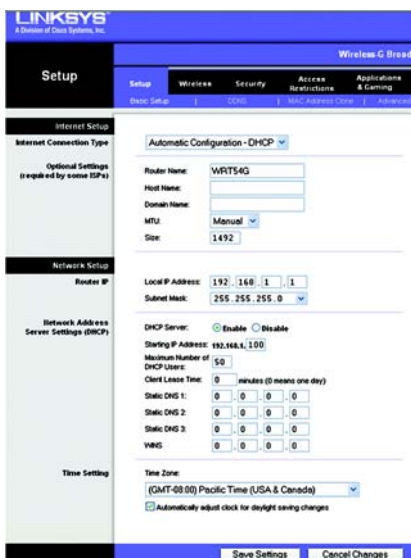 LINKSYS
A Division of Cisco Systems, Inc.
Wireless-G Broad
Setup
Setup Wireless Security Access Restrictions Applications & Gaming
Basic Setup | DDNS | MAC Address Clone | Advanced
Internet Setup
Internet Connection Type Automatic Configuration - DHCP
Optional Settings
(required by some ISPs)
Router Name: WRT54G
Host Name:
Domain Name:
MTU: Manual
Size: 1492
Network Setup
Router IP Local IP Address: 192 . 168 . 1 . 1
Subnet Mask: 255.255.255.0
Network Address
Server Settings (DHCP)
DHCP Server: Enable Disable
Starting IP Address: 192.168.1. 100
Maximum Number of
DHCP Users: 50
Client Lease Time: 0 minutes (0 means one day)
Static DNS 1: 0 . 0 . 0 . 0
Static DNS 2: 0 . 0 . 0 . 0
Static DNS 3: 0 . 0 . 0 . 0
WINS 0 . 0 . 0 . 0
Time Setting Time Zone:
(GMT-08:00) Pacific Time (USA & Canada)
Automatically adjust clock for daylight saving changes
Save Settings Cancel Changes